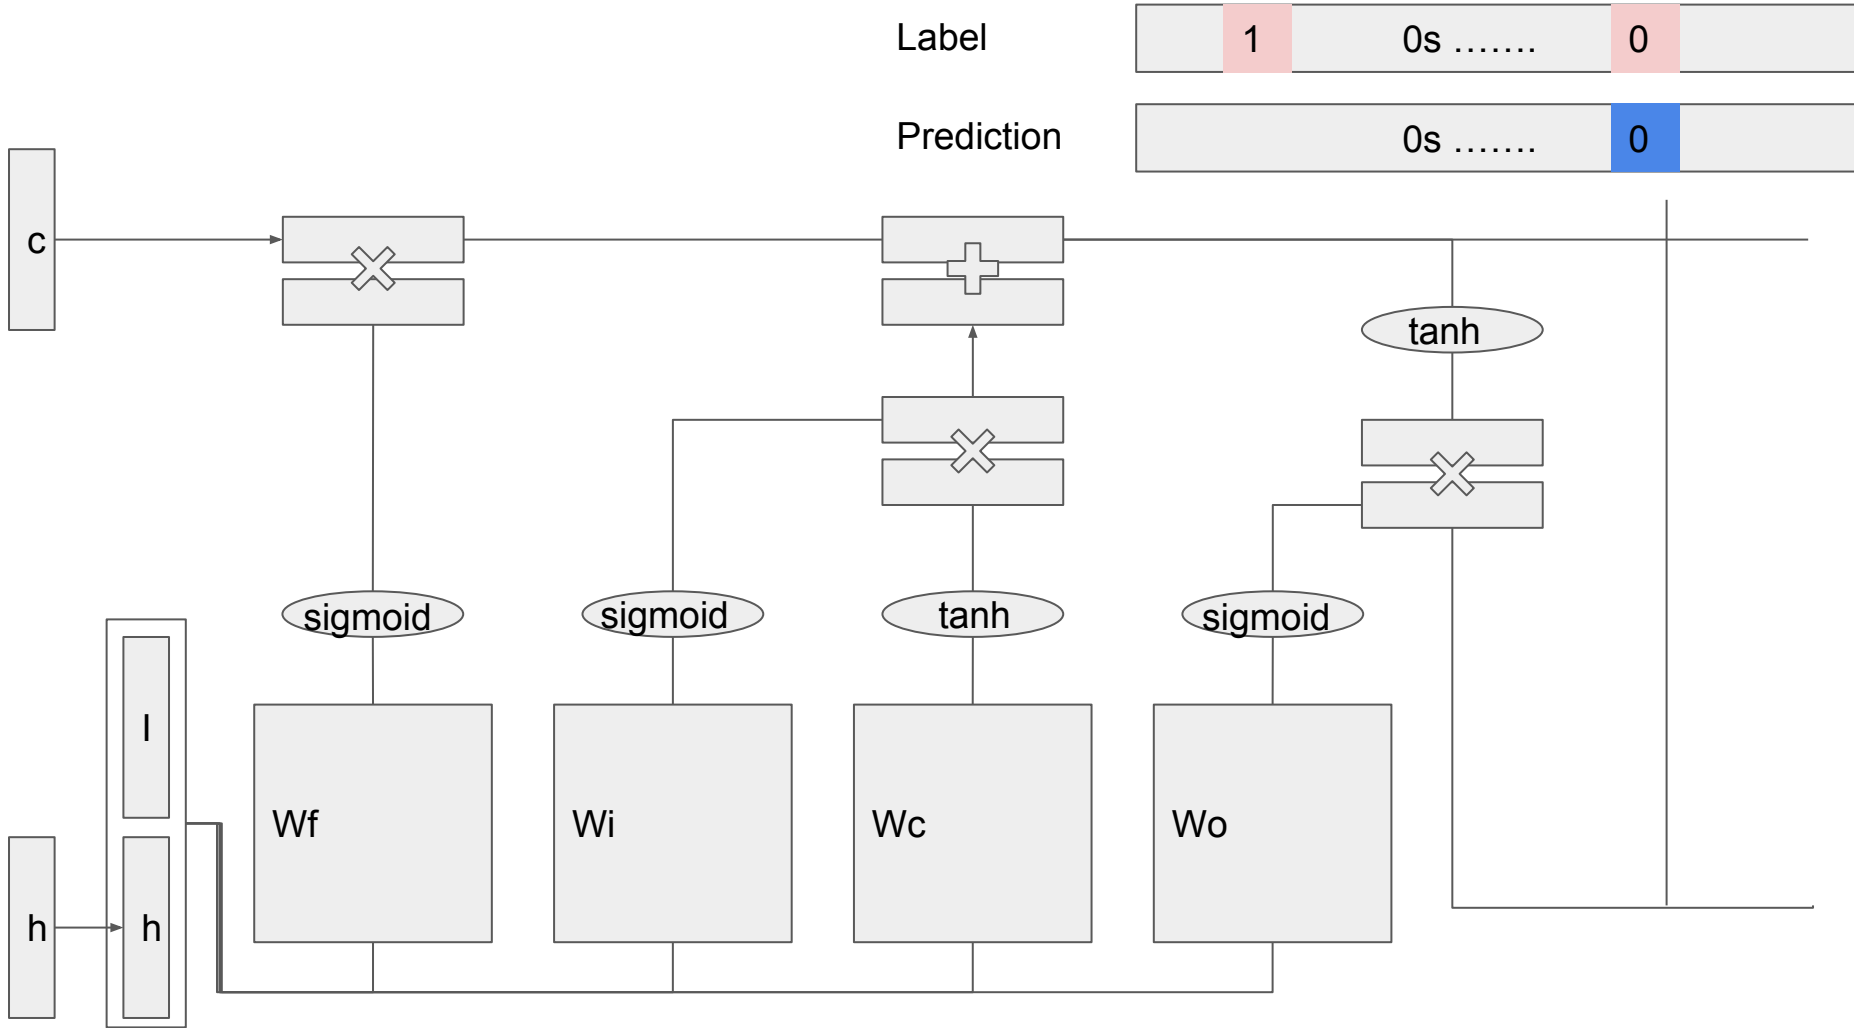 Label
1 0s ....... 0
Prediction
0s ....... 0
c
tanh
sigmoid
sigmoid
tanh
sigmoid
I
Wf
Wi
Wc
Wo
h
h